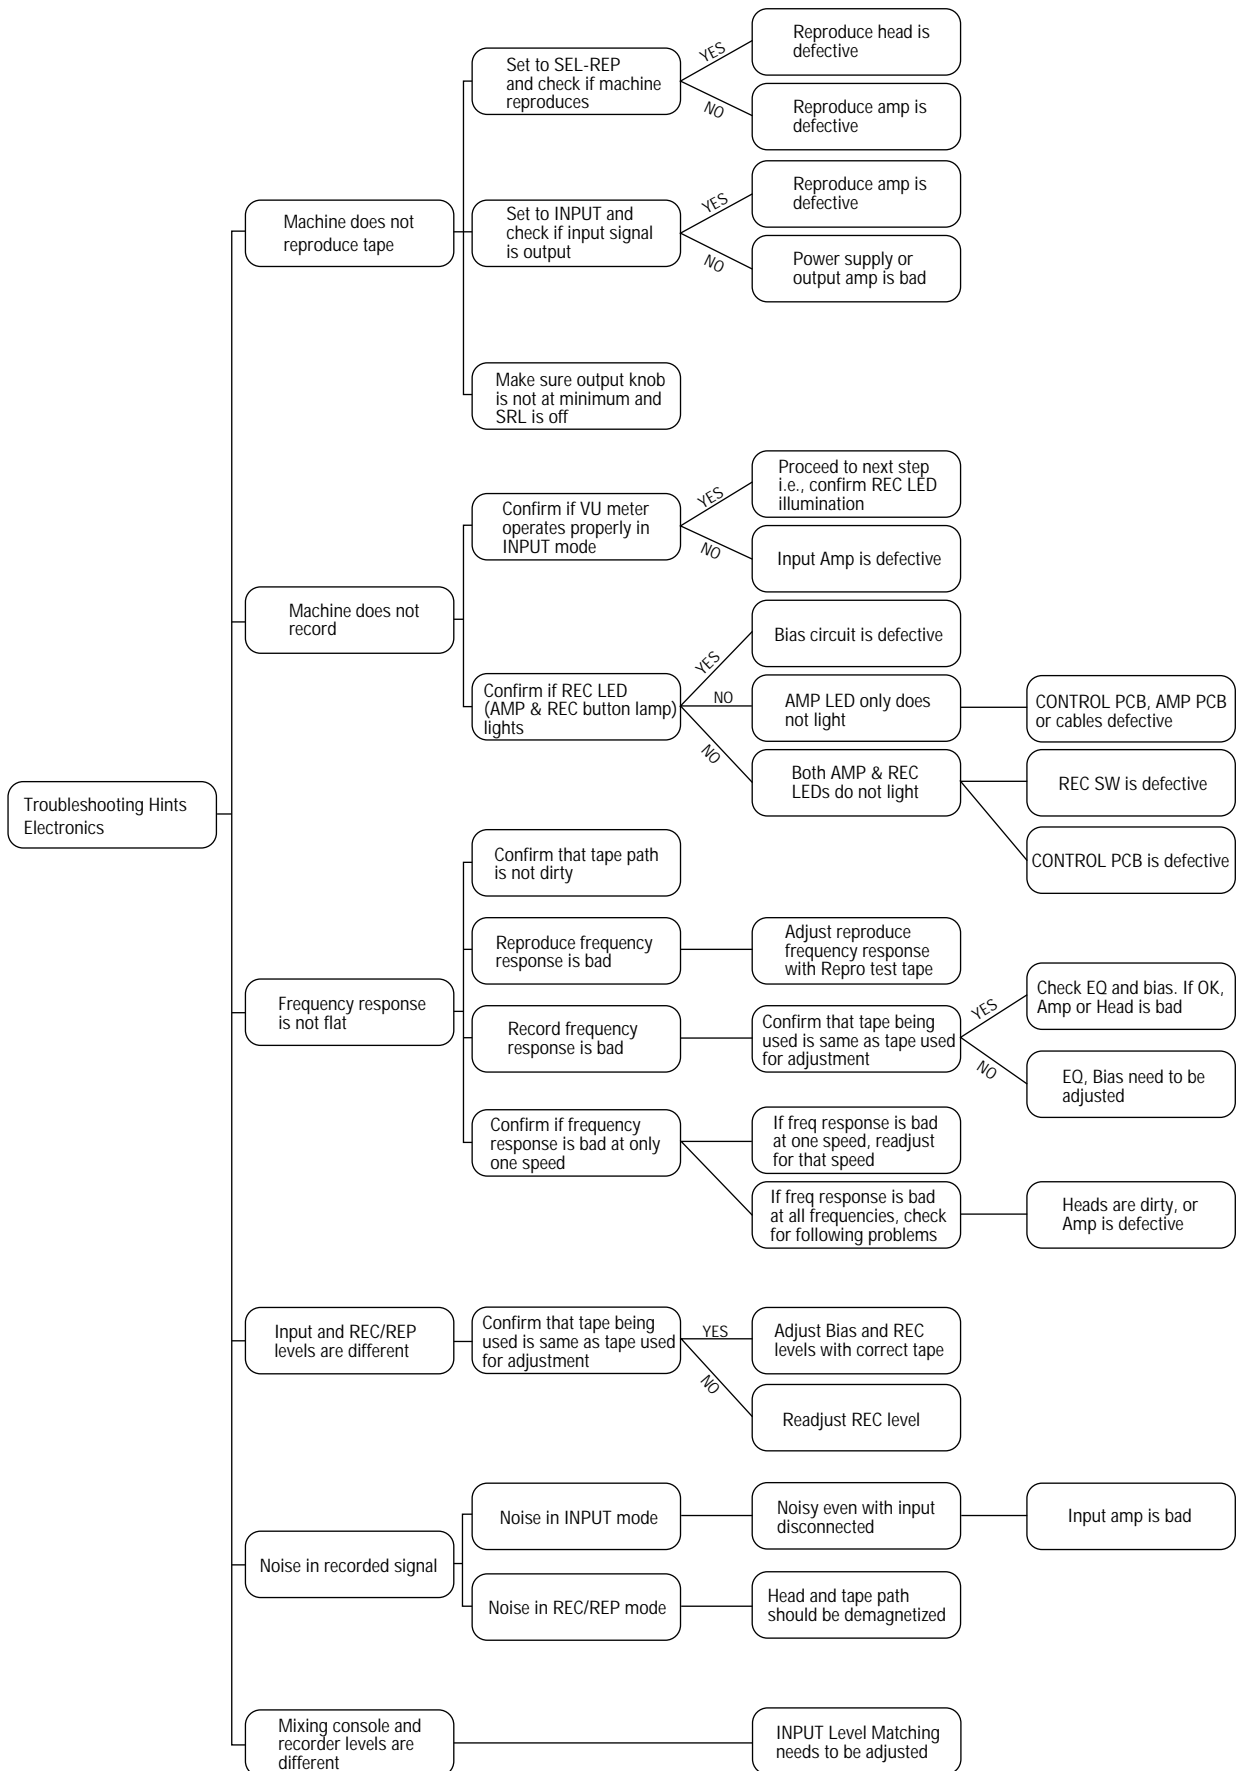 Troubleshooting Hints
Electronics
Machine does not
reproduce tape
Set to SEL-REP
and check if machine
reproduces
YES
Reproduce head is
defective
NO
Reproduce amp is
defective
Set to INPUT and
check if input signal
is output
YES
Reproduce amp is
defective
NO
Power supply or
output amp is bad
Make sure output knob
is not at minimum and
SRL is off
Machine does not
record
Confirm if VU meter
operates properly in
INPUT mode
YES
Proceed to next step
i.e., confirm REC LED
illumination
NO
Input Amp is defective
Confirm if REC LED
(AMP & REC button lamp)
lights
YES
Bias circuit is defective
NO
AMP LED only does
not light
CONTROL PCB, AMP PCB
or cables defective
NO
Both AMP & REC
LEDs do not light
REC SW is defective
CONTROL PCB is defective
Frequency response
is not flat
Confirm that tape path
is not dirty
Reproduce frequency
response is bad
Adjust reproduce
frequency response
with Repro test tape
Record frequency
response is bad
Confirm that tape being
used is same as tape used
for adjustment
YES
Check EQ and bias. If OK,
Amp or Head is bad
NO
EQ, Bias need to be
adjusted
Confirm if frequency
response is bad at only
one speed
If freq response is bad
at one speed, readjust
for that speed
If freq response is bad
at all frequencies, check
for following problems
Heads are dirty, or
Amp is defective
Input and REC/REP
levels are different
Confirm that tape being
used is same as tape used
for adjustment
YES
Adjust Bias and REC
levels with correct tape
NO
Readjust REC level
Noise in recorded signal
Noise in INPUT mode
Noisy even with input
disconnected
Input amp is bad
Noise in REC/REP mode
Head and tape path
should be demagnetized
Mixing console and
recorder levels are
different
INPUT Level Matching
needs to be adjusted